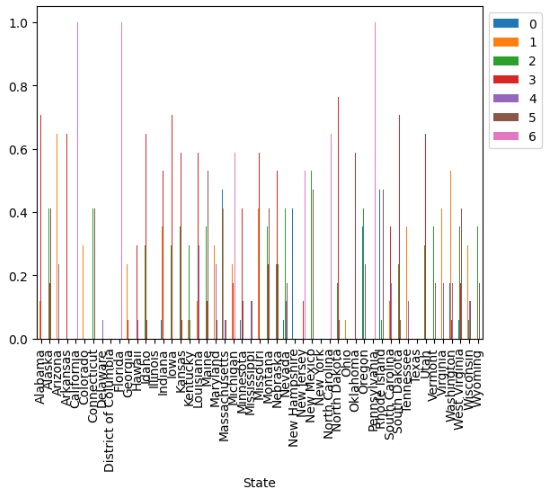 1.0
0.8
0.6
0.4
0.2
0.0
0
1
2
3
4
5
6
Alabama
Alaska
Arizona
Arkansas
California
Colorado
Connecticut
Delaware
District of Columbia
Florida
Georgia
Hawaii
Idaho
Illinois
Indiana
Iowa
Kansas
Kentucky
Louisiana
Maine
Maryland
Massachusetts
Michigan
Minnesota
Mississippi
Missouri
Montana
Nebraska
Nevada
New Hampshire
New Jersey
New Mexico
New York
North Carolina
North Dakota
Ohio
Oklahoma
Oregon
Pennsylvania
Rhode Island
South Carolina
South Dakota
Tennessee
Texas
Utah
Vermont
Virginia
Washington
West Virginia
Wisconsin
Wyoming
State